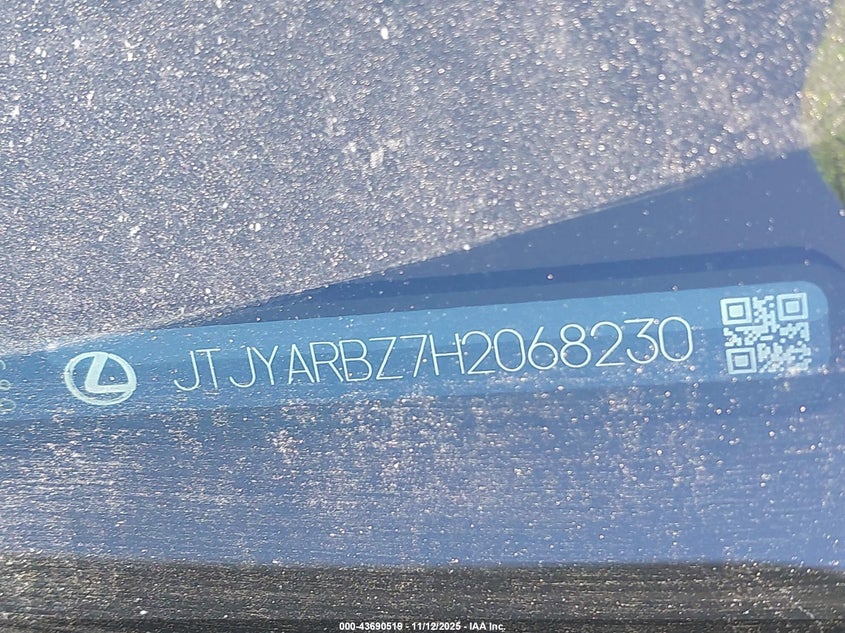 JTJYARBZ7H2068230
000-43690519 - 11/12/2025 - IAA Inc.